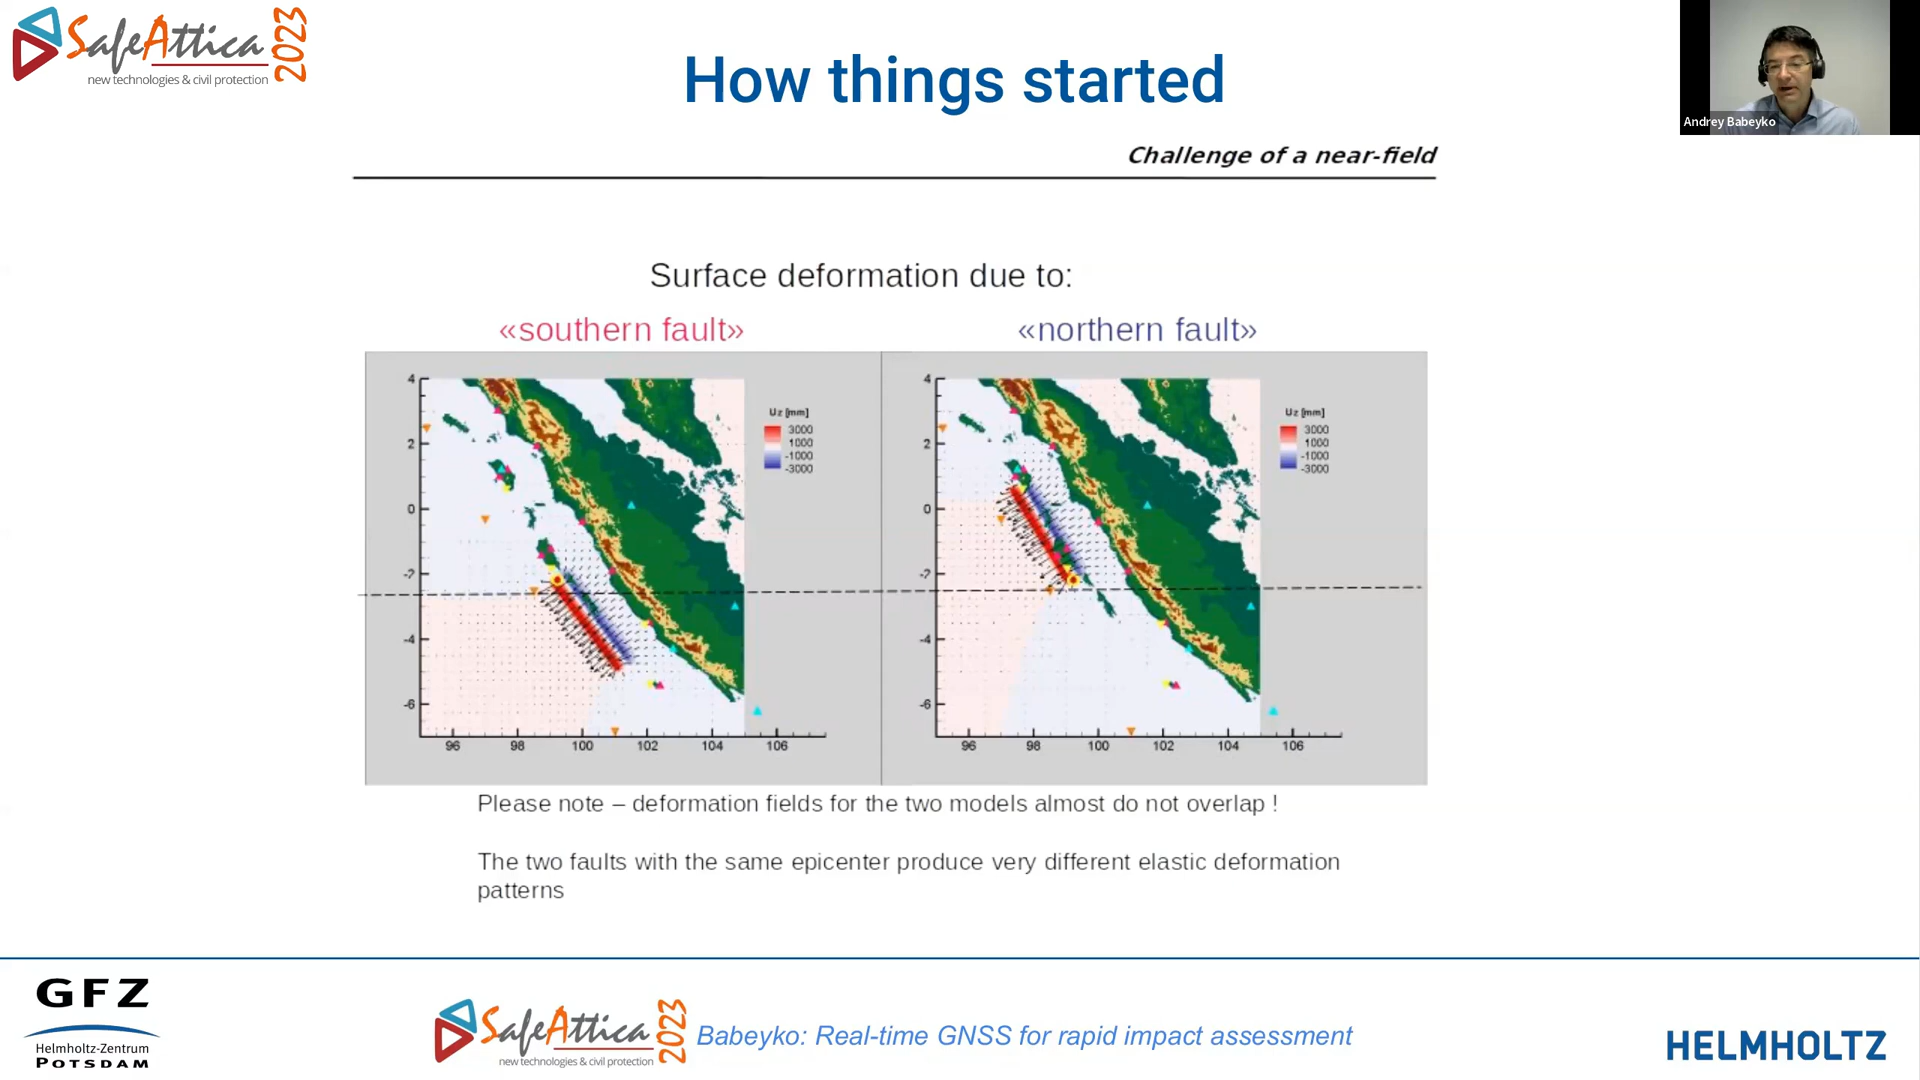 SafeAttica 2023
new technologies & civil protection
How things started
Andrey Babeyko
Challenge of a near-field
Surface deformation due to:
«southern fault»
«northern fault»
4
2
0
-2
-4
-6
96 98 100 102 104 106
Uz [mm]
3000
1000
-1000
-3000
4
2
0
-2
-4
-6
96 98 100 102 104 106
Uz [mm]
3000
1000
-1000
-3000
Please note – deformation fields for the two models almost do not overlap !
The two faults with the same epicenter produce very different elastic deformation
patterns
GFZ
Helmholtz-Zentrum
POTSDAM
SafeAttica 2023
new technologies & civil protection
Babeyko: Real-time GNSS for rapid impact assessment
HELMHOLTZ